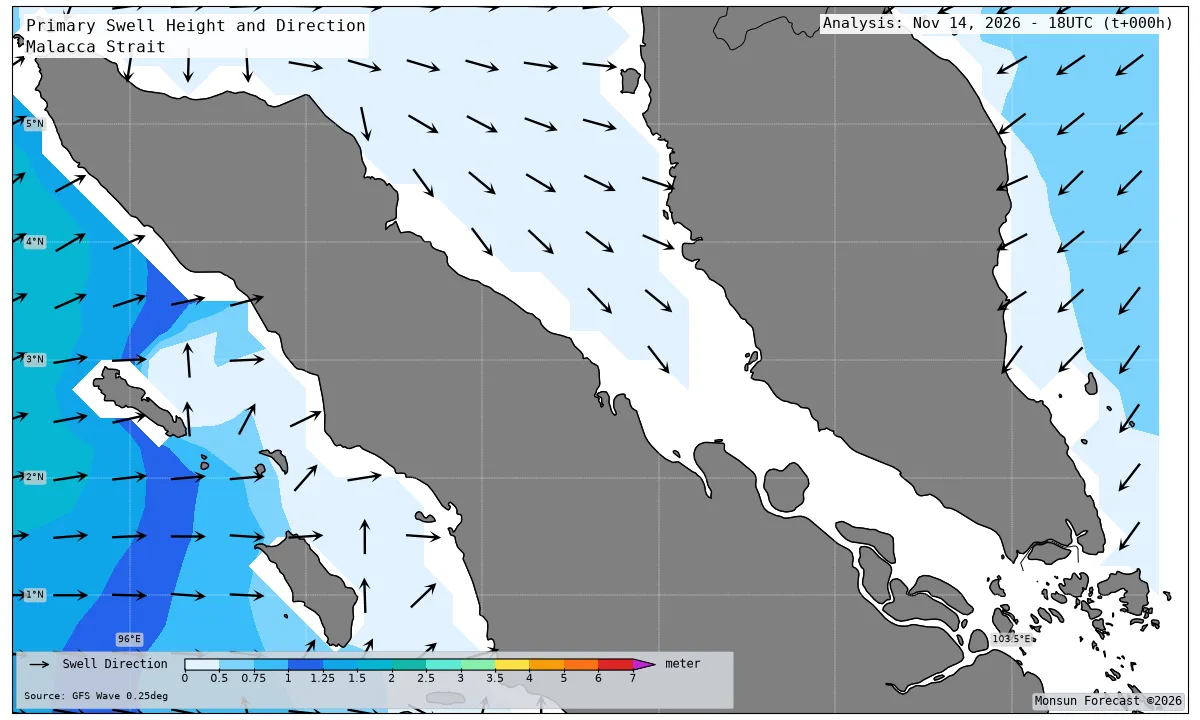 Primary Swell Height and Direction
Malacca Strait
Analysis: Nov 14, 2026 - 18UTC (t+000h)
5°N
4°N
3°N
2°N
1°N
96°E
103.5°E
Swell Direction
meter
0 0.5 0.75 1 1.25 1.5 2 2.5 3 3.5 4 5 6 7
Source: GFS Wave 0.25deg
Monsun Forecast ©2026